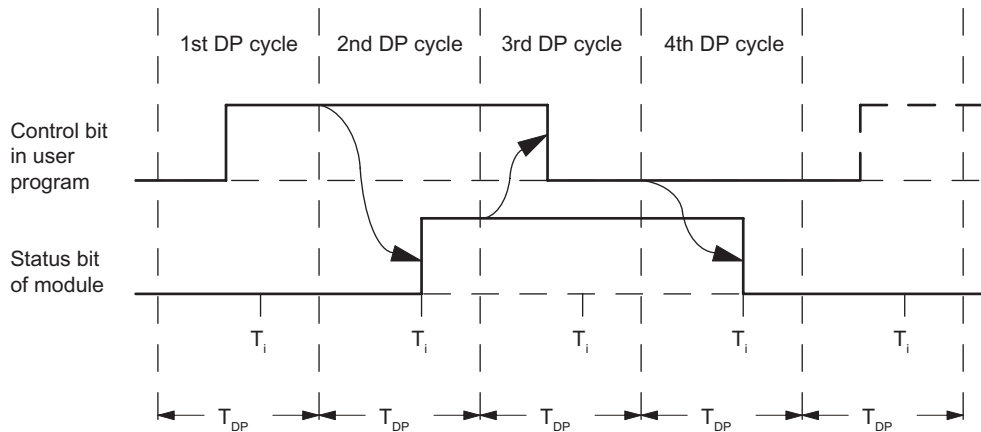 1st DP cycle 2nd DP cycle 3rd DP cycle 4th DP cycle
Control bit
in user
program
Status bit
of module
Ti Ti Ti Ti Ti
TDP TDP TDP TDP TDP